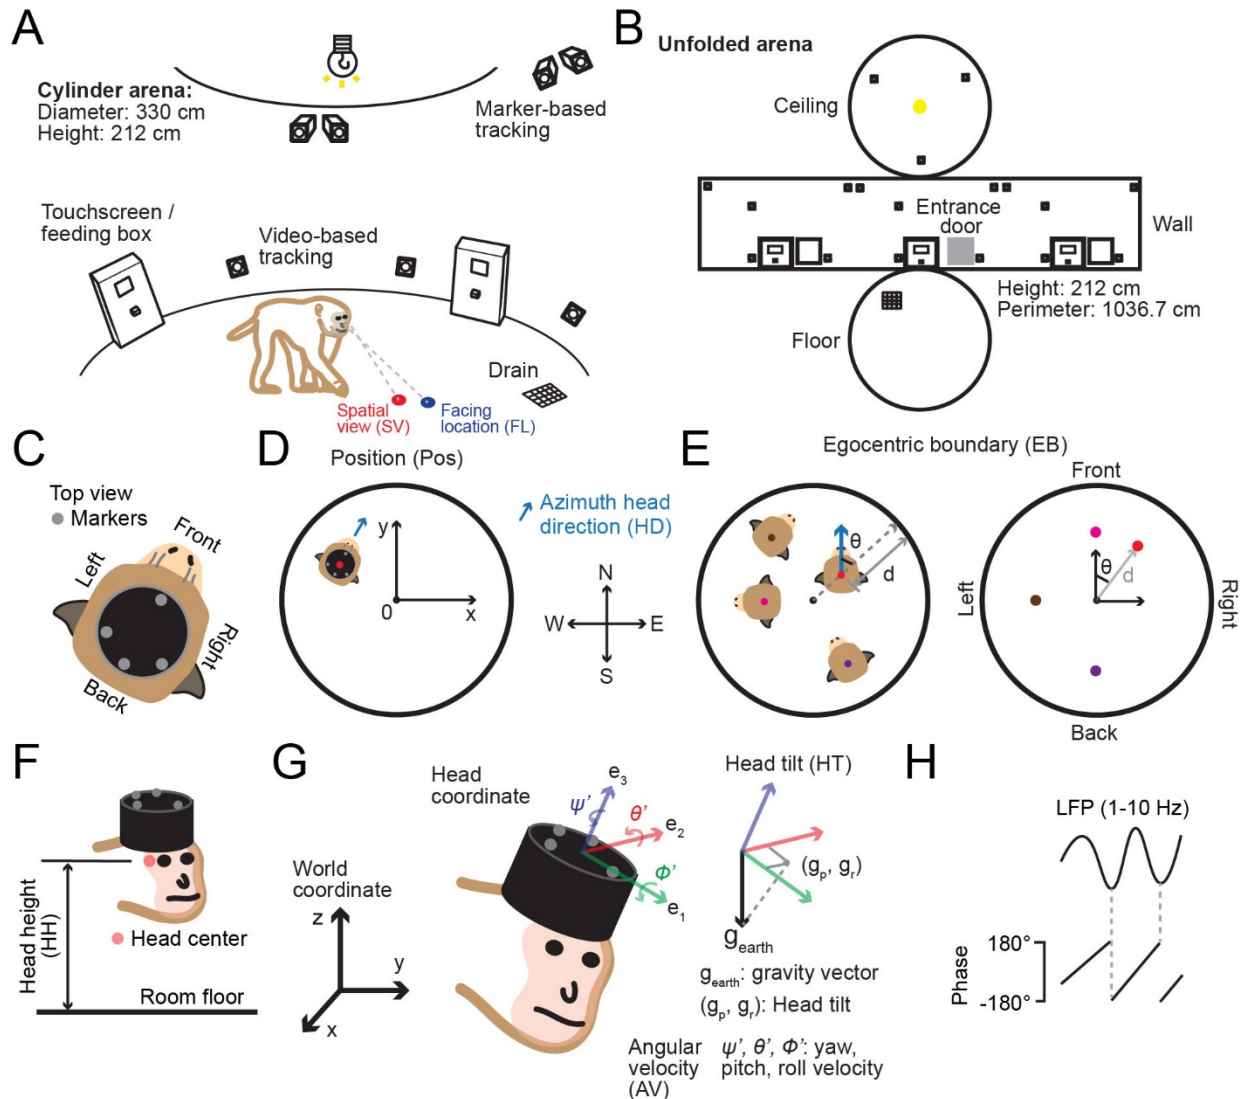 A
Cylinder arena:
Diameter: 330 cm
Height: 212 cm
Marker-based
tracking
Touchscreen /
feeding box
Video-based
tracking
Drain
Spatial
view (SV)
Facing
location (FL)
B
Unfolded arena
Ceiling
Entrance
door
Wall
Height: 212 cm
Perimeter: 1036.7 cm
Floor
C
Top view
Markers
Front
Left
Right
Back
D
Position (Pos)
y
0
x
Azimuth head
direction (HD)
N
W
E
S
E
Egocentric boundary (EB)
θ
d
Front
Left
θ
d
Right
Back
F
Head height
(HH)
Head center
Room floor
G
Head
coordinate
World
coordinate
z
y
x
e3
ψ'
θ'
e2
Φ'
e1
Head tilt (HT)
(gp, gr)
gearth
gearth: gravity vector
(gp, gr): Head tilt
Angular
velocity
(AV)
ψ', θ', Φ': yaw,
pitch, roll velocity
H
LFP (1-10 Hz)
Phase
180°
-180°